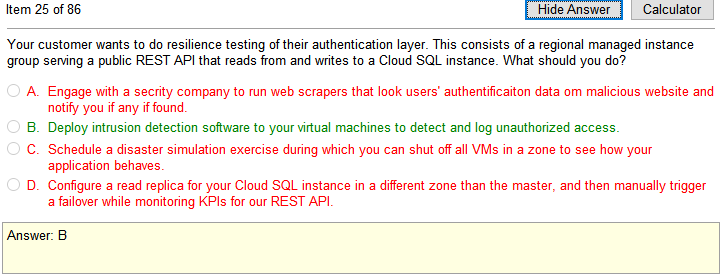 Item 25 of 86
Hide Answer
Calculator
Your customer wants to do resilience testing of their authentication layer. This consists of a regional managed instance
group serving a public REST API that reads from and writes to a Cloud SQL instance. What should you do?
A. Engage with a secrity company to run web scrapers that look users' authentificaiton data om malicious website and
notify you if any if found.
B. Deploy intrusion detection software to your virtual machines to detect and log unauthorized access.
C. Schedule a disaster simulation exercise during which you can shut off all VMs in a zone to see how your
application behaves.
D. Configure a read replica for your Cloud SQL instance in a different zone than the master, and then manually trigger
a failover while monitoring KPIs for our REST API.
Answer: B